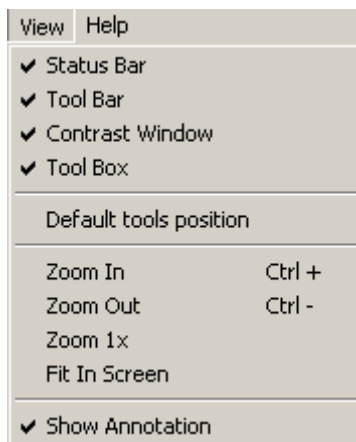 View Help
Status Bar
Tool Bar
Contrast Window
Tool Box
Default tools position
Zoom In Ctrl +
Zoom Out Ctrl -
Zoom 1x
Fit In Screen
Show Annotation